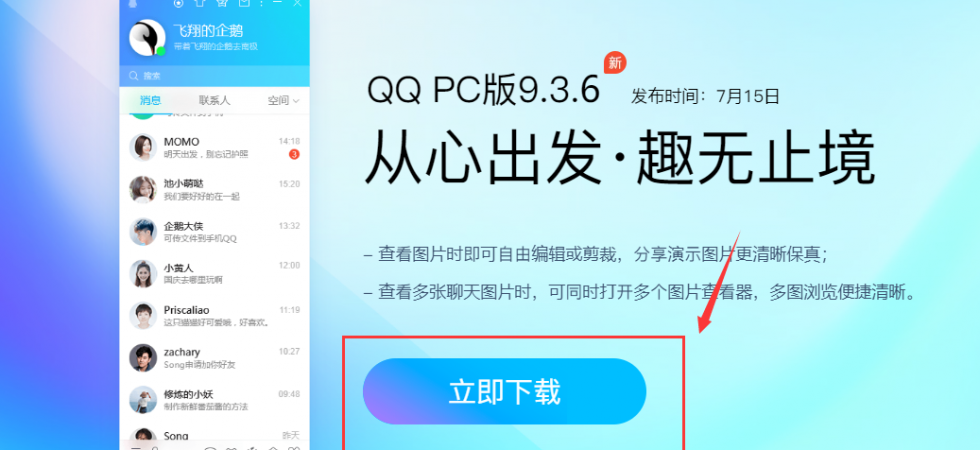 飞翔的企鹅
带着飞翔的企鹅去南极
搜索
消息 联系人 空间
MOMO 14:18
明天出发，别忘记护照 3
池小萌哒 15:20
我们要好好的在一起
企鹅大侠 13:32
可传文件到手机QQ
小黄人 12:00
国庆去哪里玩啊
Priscaliao 11:19
这只猫猫好可爱哦，好喜欢。
zachary 10:27
Song申请加你好友
修炼的小妖 09:48
制作新鲜番茄酱的方法
Song 昨天
新
QQ PC版9.3.6 发布时间：7月15日
从心出发·趣无止境
- 查看图片时即可自由编辑或剪裁，分享演示图片更清晰保真；
- 查看多张聊天图片时，可同时打开多个图片查看器，多图浏览便捷清晰。
立即下载